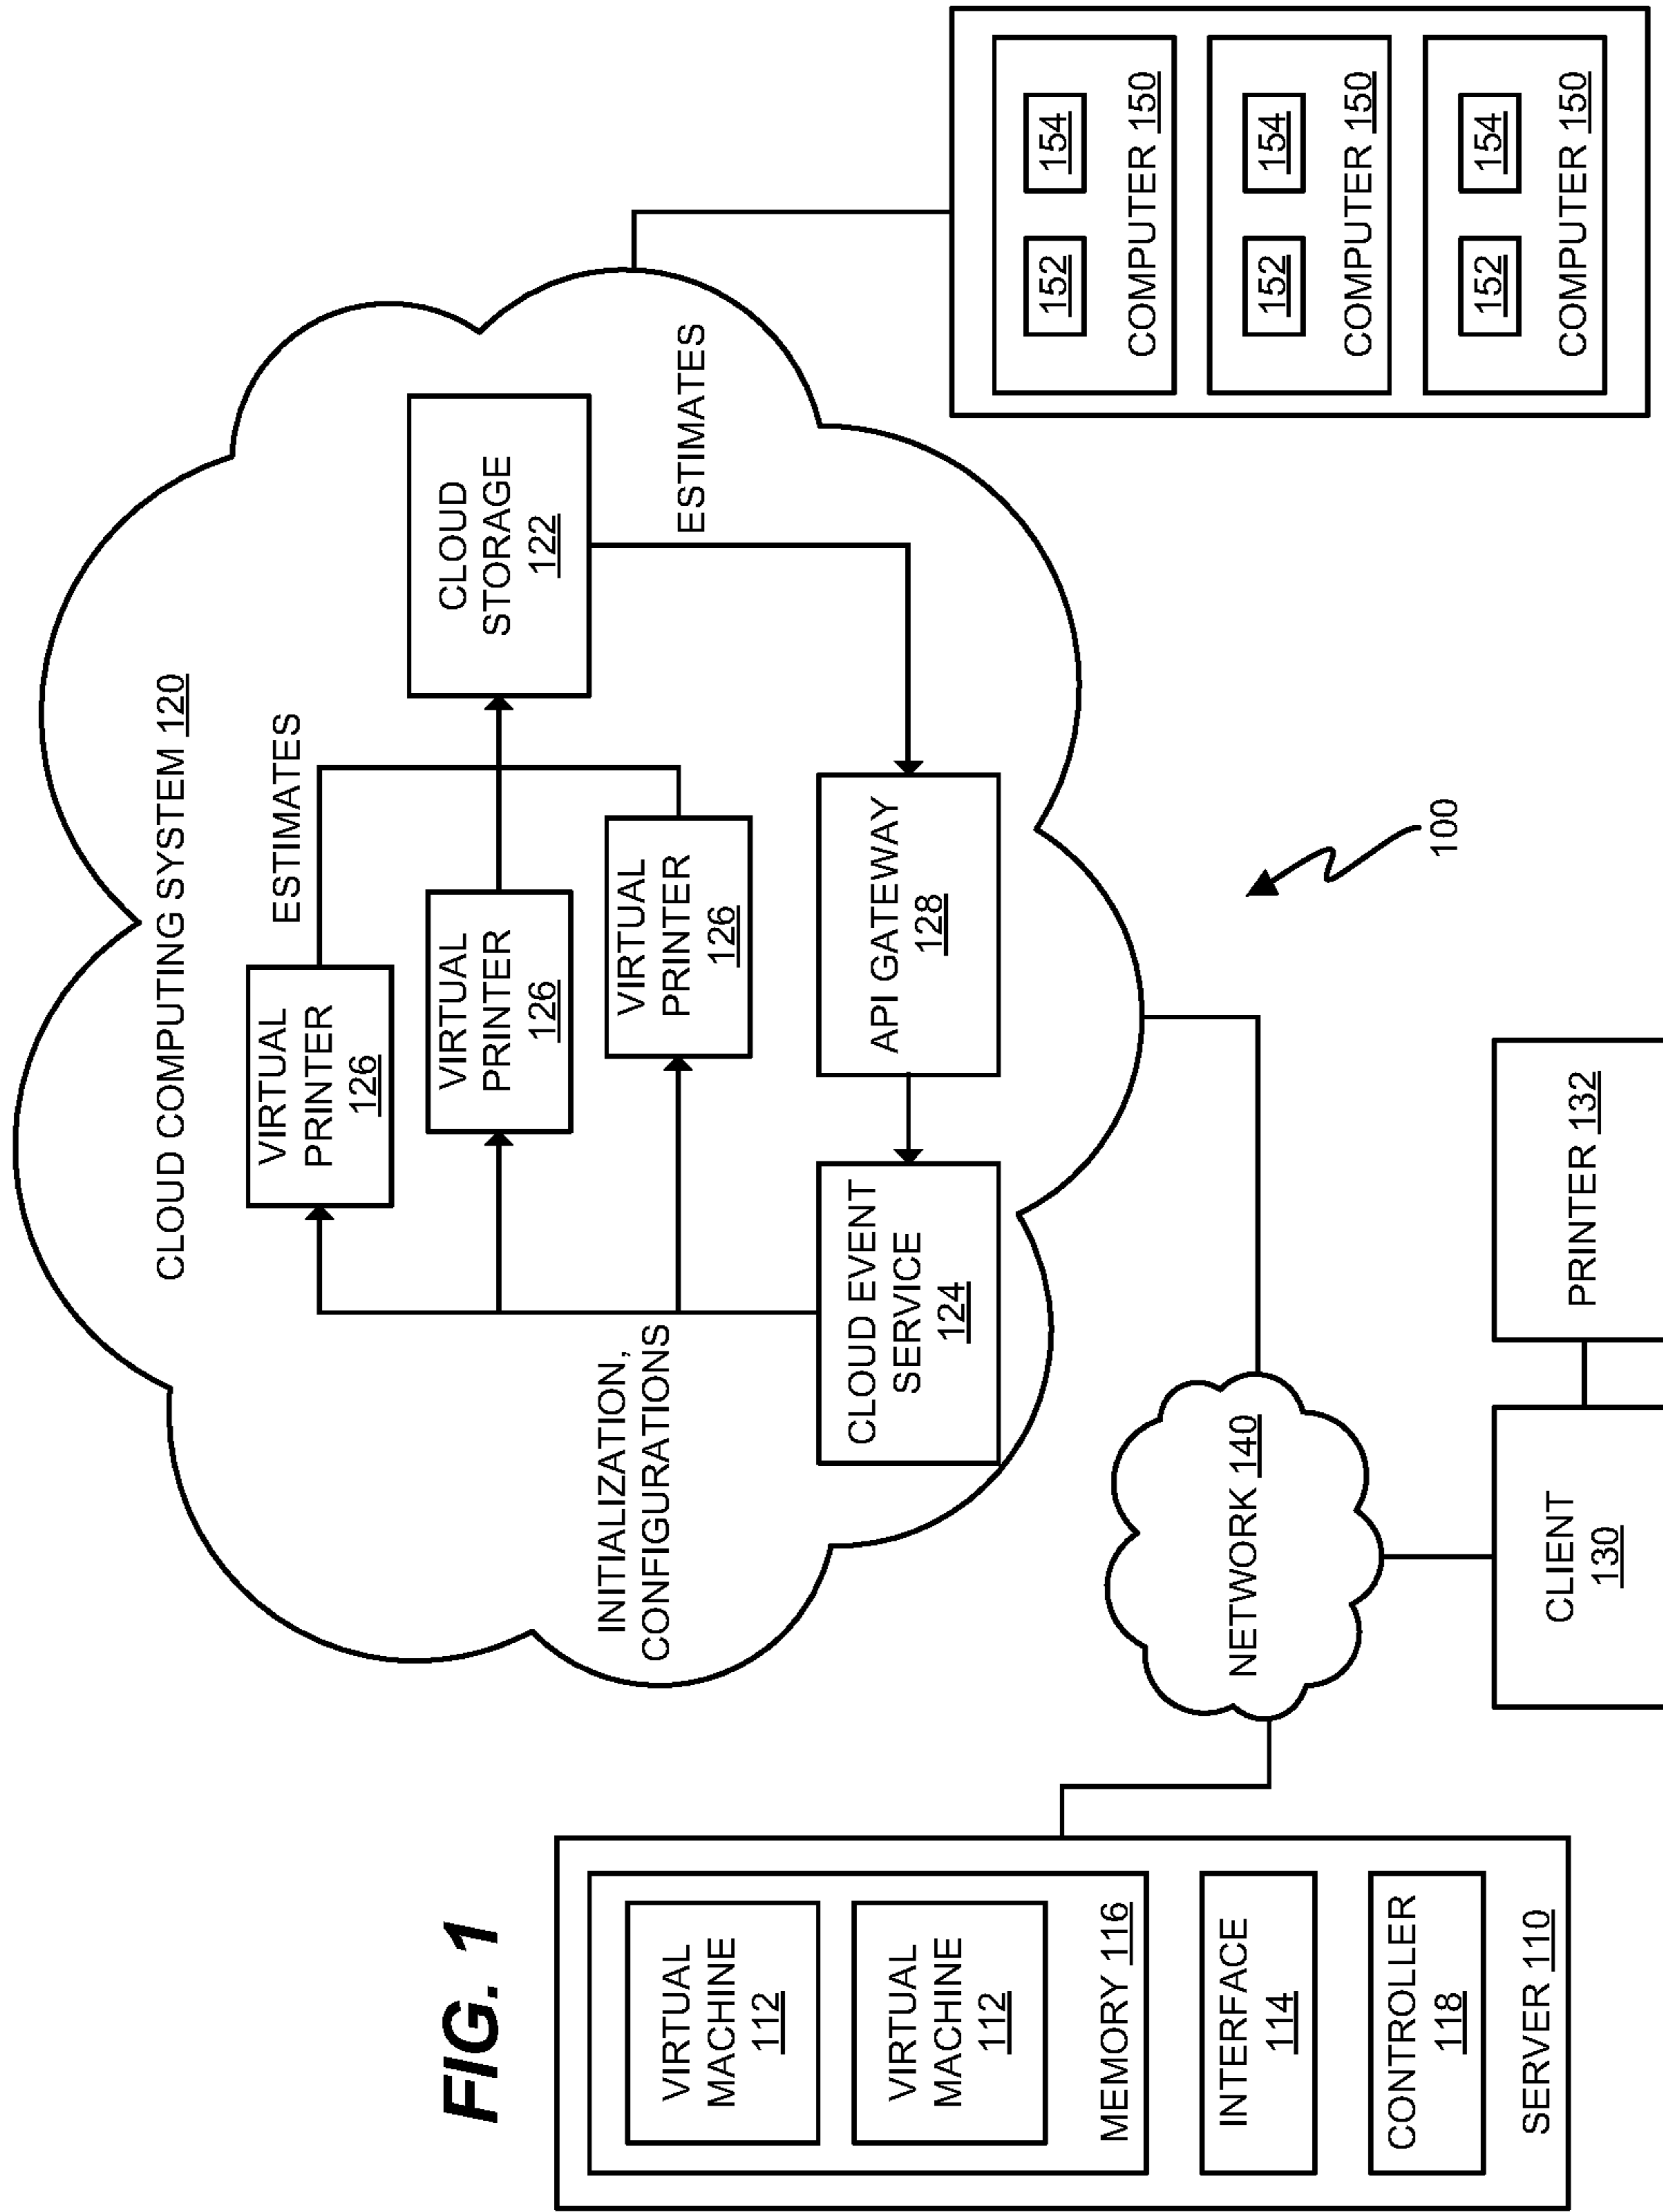 FIG. 1
CLOUD COMPUTING SYSTEM 120
VIRTUAL
PRINTER
126
ESTIMATES
VIRTUAL
PRINTER
126
VIRTUAL
PRINTER
126
CLOUD
STORAGE
122
INITIALIZATION,
CONFIGURATIONS
ESTIMATES
CLOUD EVENT
SERVICE
124
API GATEWAY
128
VIRTUAL
MACHINE
112
VIRTUAL
MACHINE
112
MEMORY 116
INTERFACE
114
CONTROLLER
118
SERVER 110
NETWORK 140
CLIENT
130
PRINTER 132
100
152
154
COMPUTER 150
152
154
COMPUTER 150
152
154
COMPUTER 150